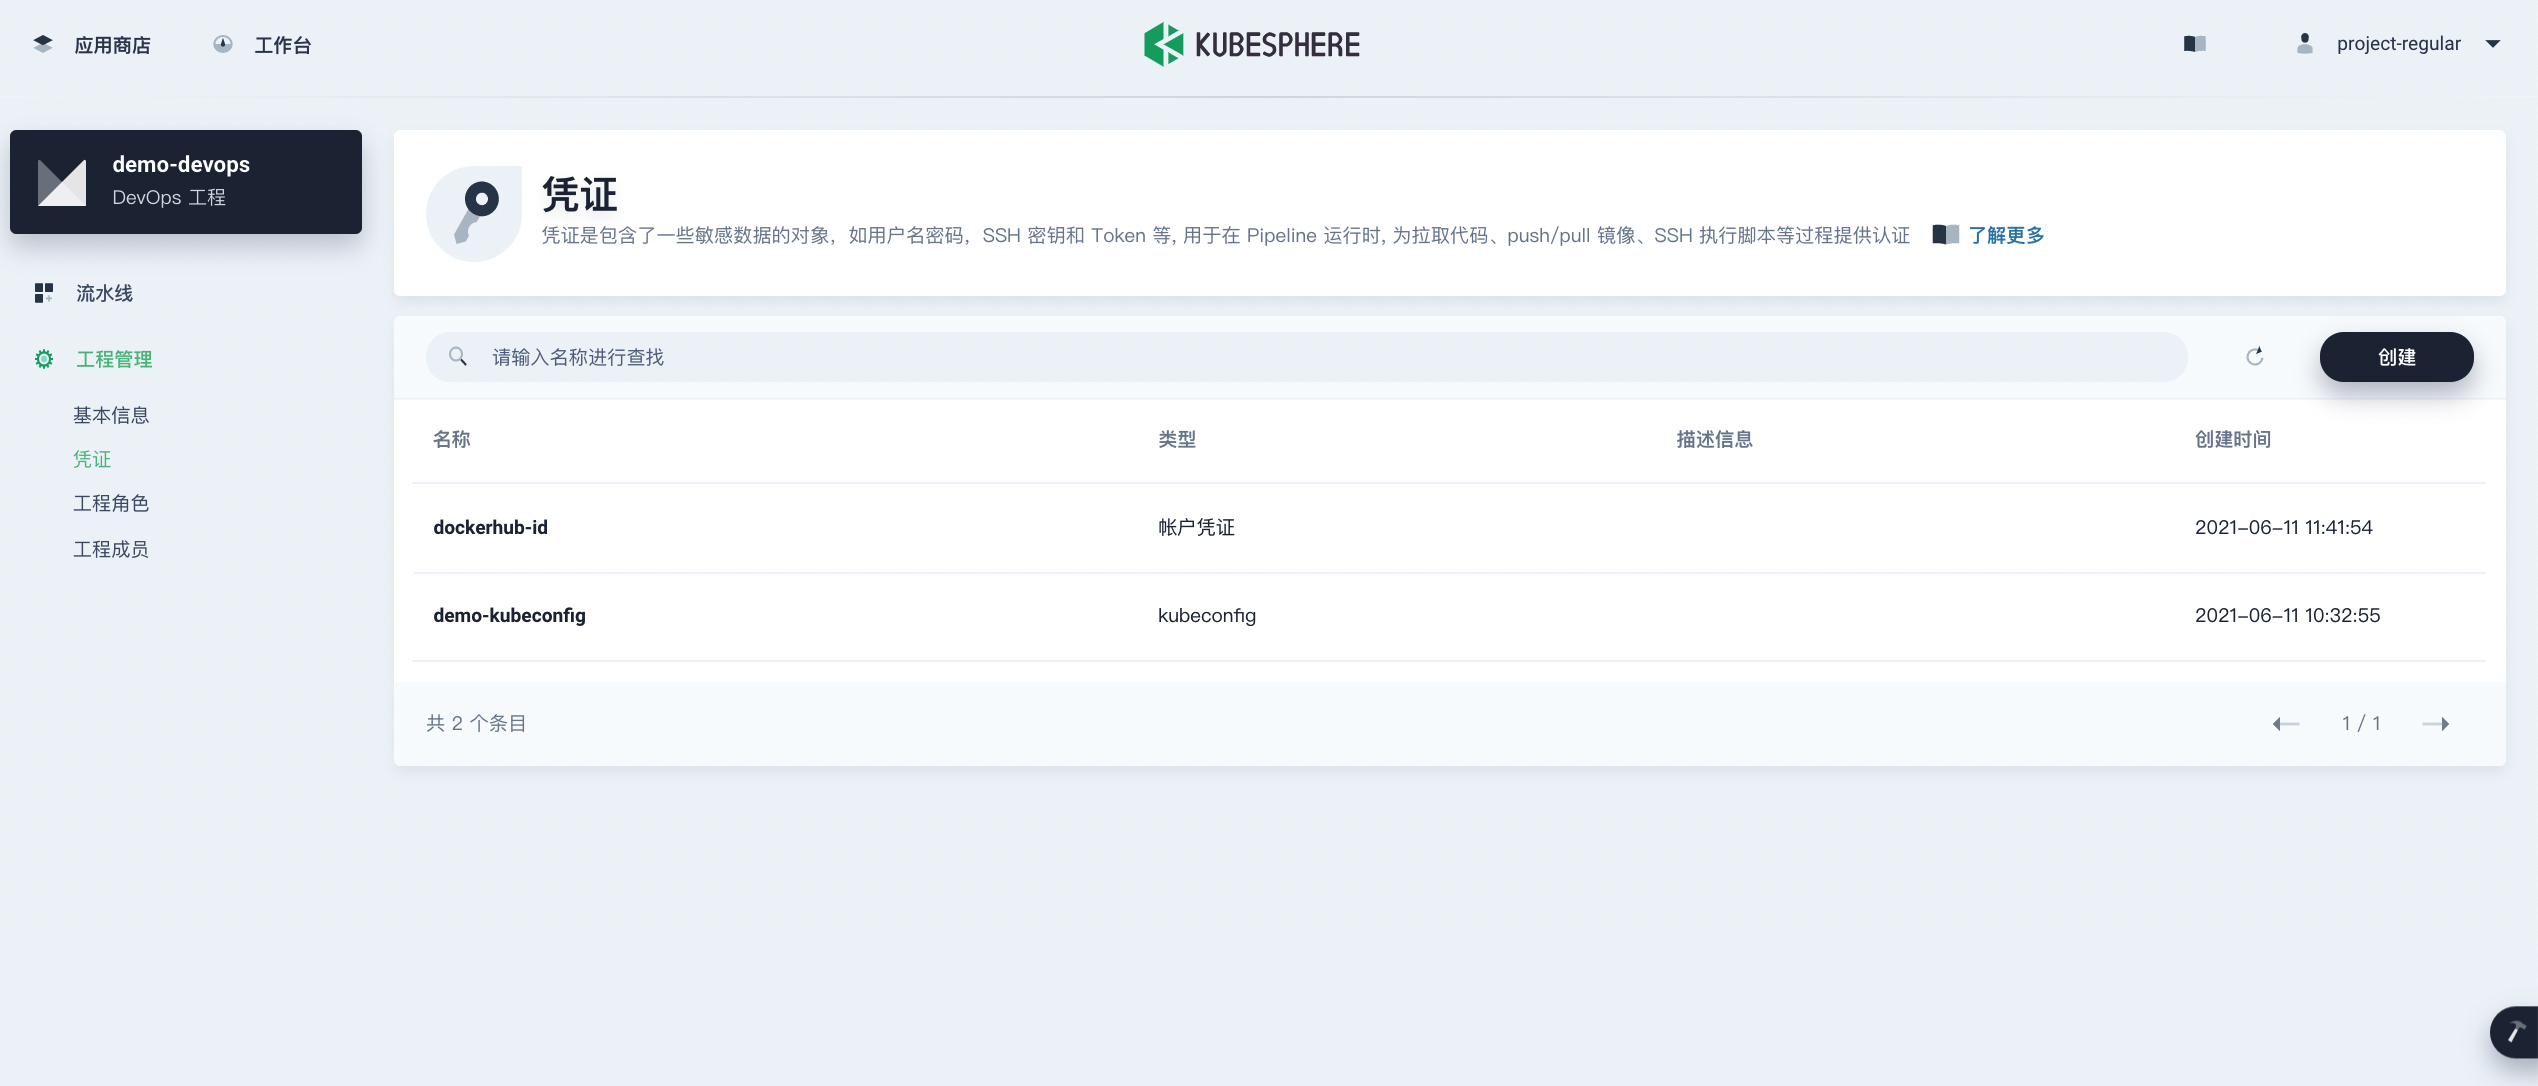 应用商店 工作台 KUBESPHERE project-regular
demo-devops
DevOps 工程
流水线
工程管理
基本信息
凭证
工程角色
工程成员
凭证
凭证是包含了一些敏感数据的对象，如用户名密码，SSH 密钥和 Token 等, 用于在 Pipeline 运行时, 为拉取代码、push/pull 镜像、SSH 执行脚本等过程提供认证 了解更多
请输入名称进行查找 创建
名称 类型 描述信息 创建时间
dockerhub-id 帐户凭证 2021-06-11 11:41:54
demo-kubeconfig kubeconfig 2021-06-11 10:32:55
共 2 个条目 1 / 1